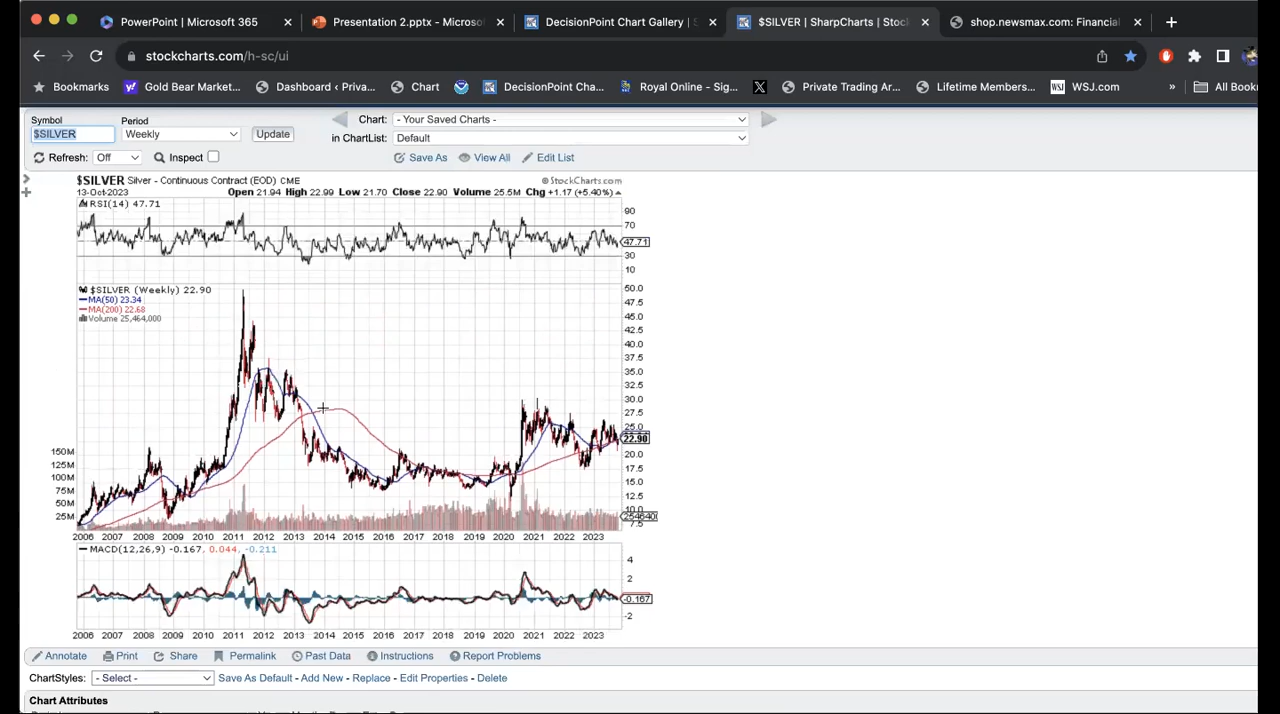 PowerPoint | Microsoft 365
Presentation 2.pptx - Microsof
DecisionPoint Chart Gallery | S
$SILVER | SharpCharts | Stoc
shop.newsmax.com: Financial
stockcharts.com/h-sc/ui
Bookmarks
Gold Bear Market...
Dashboard ‹ Priva...
Chart
DecisionPoint Cha...
Royal Online - Sig...
Private Trading Ar...
Lifetime Members...
WSJ WSJ.com
»
All Book
Symbol
Period
$SILVER
Weekly
Update
Chart: - Your Saved Charts -
in ChartList: Default
Refresh: Off
Inspect
Save As
View All
Edit List
$SILVER Silver - Continuous Contract (EOD) CME
© StockCharts.com
13-Oct-2023
Open 21.94 High 22.99 Low 21.70 Close 22.90 Volume 25.5M Chg +1.17 (+5.40%)
RSI(14) 47.71
90
70
47.71
30
10
$SILVER (Weekly) 22.90
MA(50) 23.34
MA(200) 22.68
Volume 25,464,000
50.0
47.5
45.0
42.5
40.0
37.5
35.0
32.5
30.0
27.5
25.0
22.90
20.0
17.5
15.0
12.5
10.0
7.5
150M
125M
100M
75M
50M
25M
2006 2007 2008 2009 2010 2011 2012 2013 2014 2015 2016 2017 2018 2019 2020 2021 2022 2023
MACD(12,26,9) -0.167, 0.044, -0.211
4
2
-0.167
-2
2006 2007 2008 2009 2010 2011 2012 2013 2014 2015 2016 2017 2018 2019 2020 2021 2022 2023
Annotate
Print
Share
Permalink
Past Data
Instructions
Report Problems
ChartStyles: - Select -
Save As Default - Add New - Replace - Edit Properties - Delete
Chart Attributes